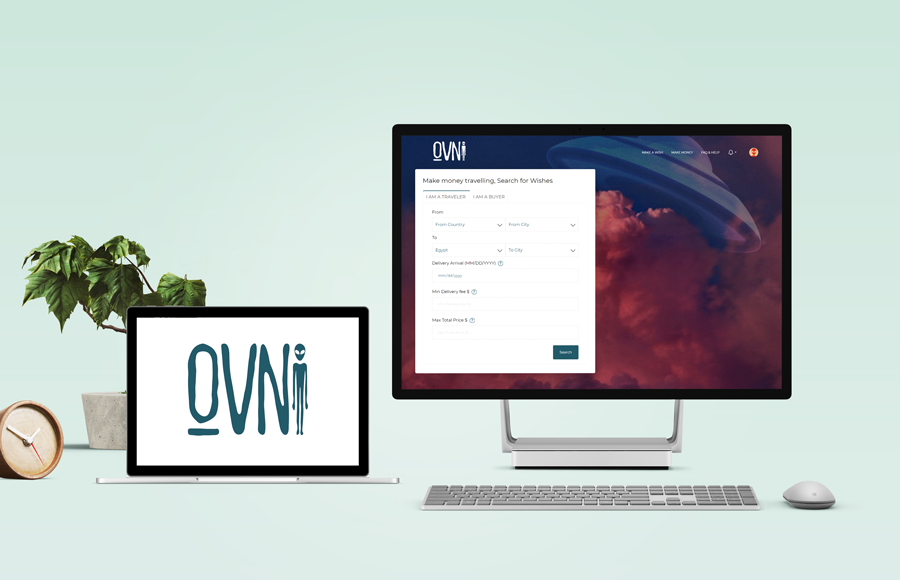 OVNi
MAKE A WISH MAKE MONEY FAQ & HELP
Make money travelling, Search for Wishes
I AM A TRAVELER I AM A BUYER
From
From Country From City
To
Egypt To City
Delivery Arrival (MM/DD/YYYY) ?
mm/dd/yyyy
Min Delivery fee $ ?
Max Total Price $ ?
Search
OVNi